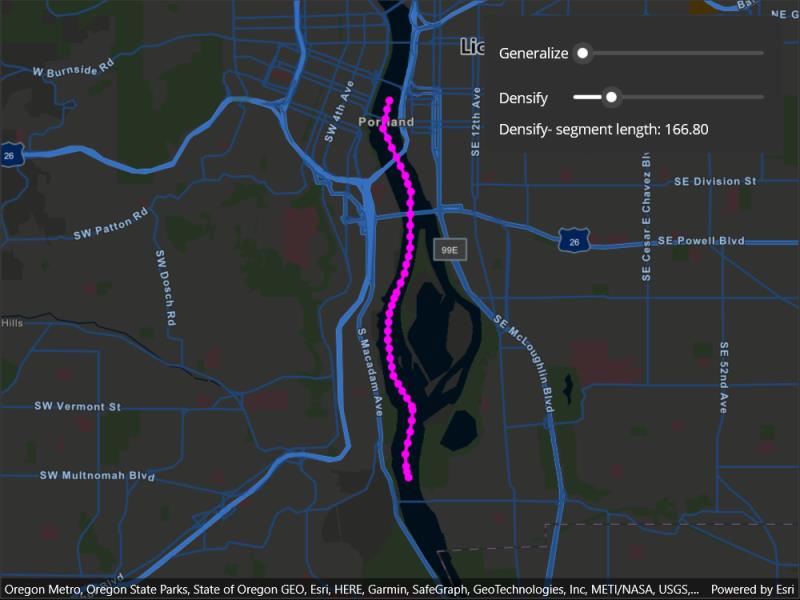 NE G
Lic
W Burnside Rd
SW 4th Ave
SE 12th Ave
Generalize
Densify
Densify- segment length: 166.80
Portland
26
SE Division St
SW Patton Rd
SE Cesar E Chavez Blv
26
SE Powell Blvd
99E
SW Dosch Rd
Hills
S Macadam Ave
SE McLoughlin Blvd
SE 52nd Ave
SW Vermont St
SW Multnomah Blvd
Oregon Metro, Oregon State Parks, State of Oregon GEO, Esri, HERE, Garmin, SafeGraph, GeoTechnologies, Inc, METI/NASA, USGS,...
Powered by Esri